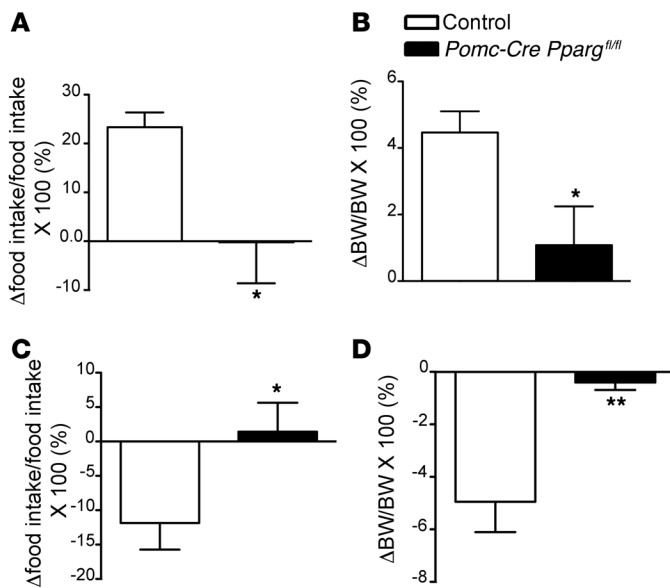 A
Δfood intake/food intake
X 100 (%)
30
20
10
0.0
-10
*
B
Control
Pomc-Cre Pparg^fl/fl
ΔBW/BW X 100 (%)
6
4
2
0
*
C
Δfood intake/food intake
X 100 (%)
10
5
0
-5
-10
-15
-20
*
D
ΔBW/BW X 100 (%)
0
-2
-4
-6
-8
**